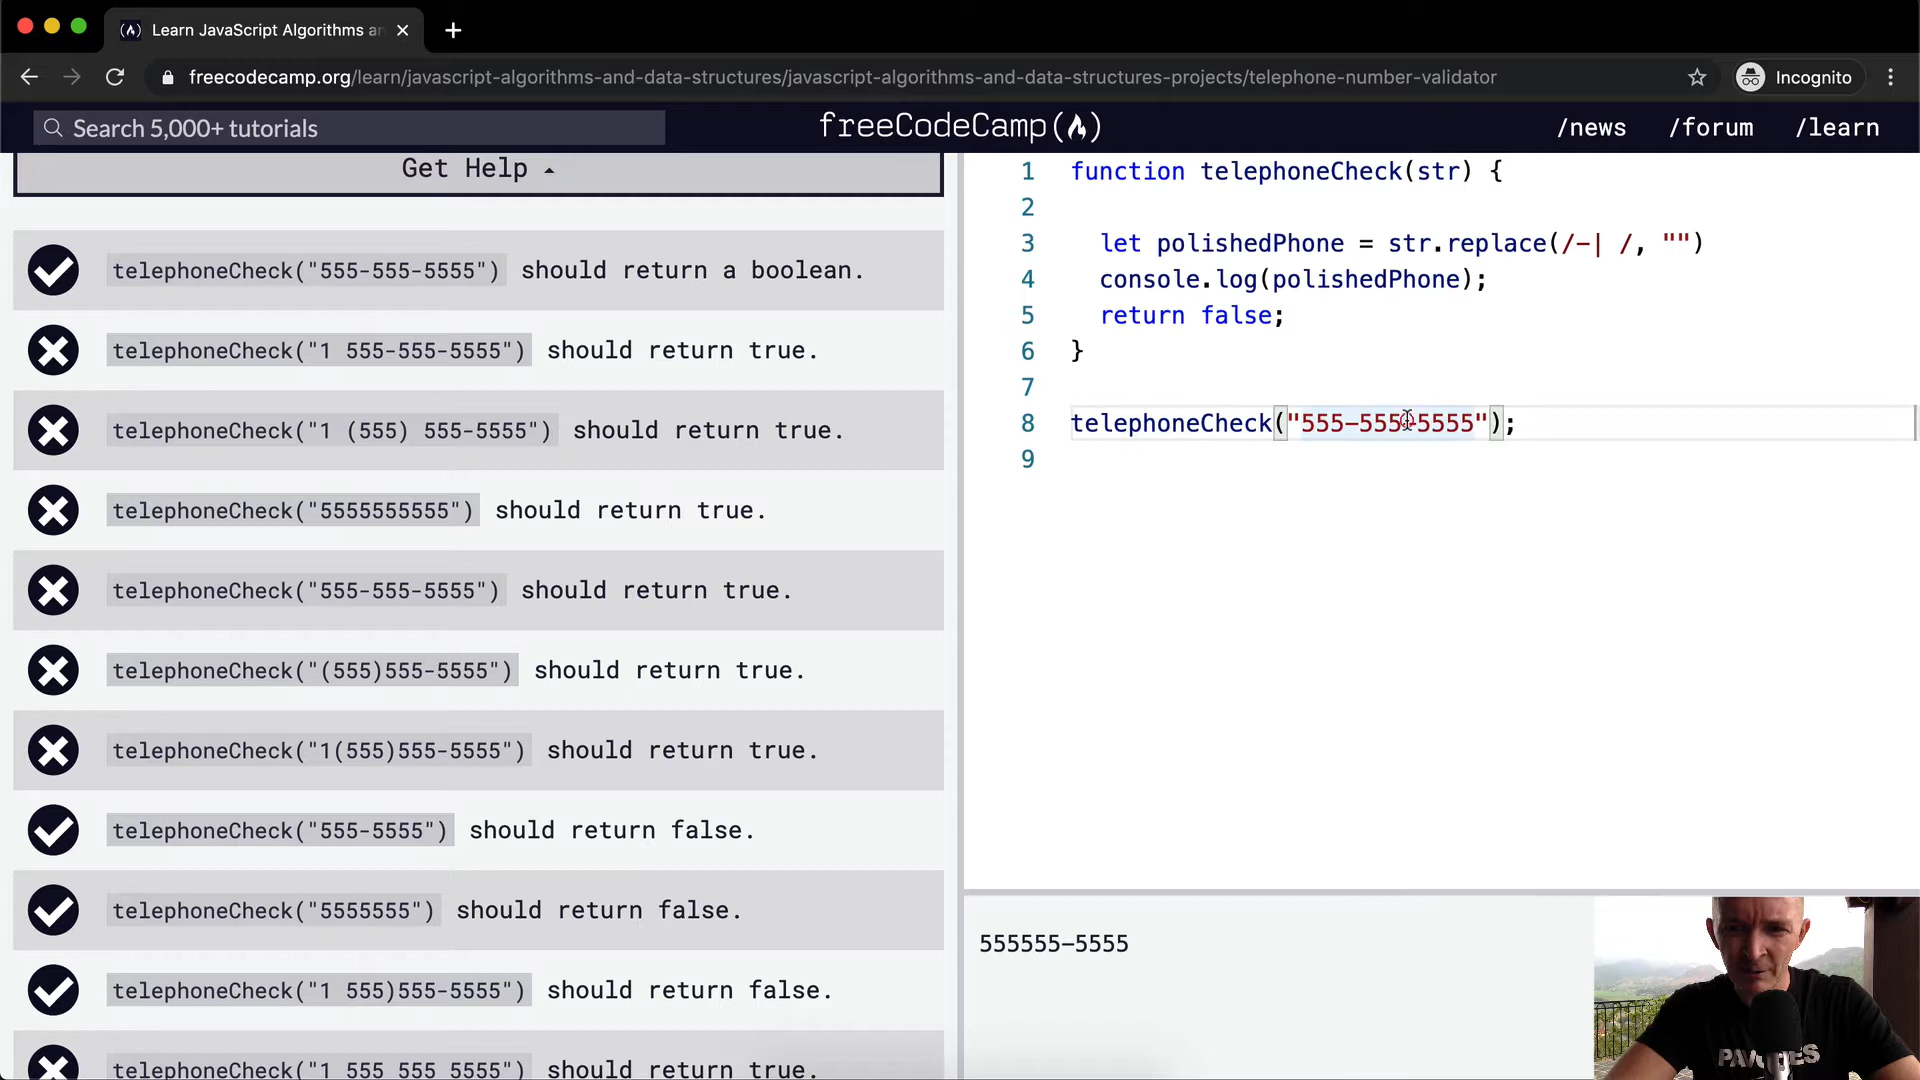 Learn JavaScript Algorithms an
freecodecamp.org/learn/javascript-algorithms-and-data-structures/javascript-algorithms-and-data-structures-projects/telephone-number-validator
Incognito
Search 5,000+ tutorials
freeCodeCamp
/news /forum /learn
Get Help
telephoneCheck("555-555-5555") should return a boolean.
telephoneCheck("1 555-555-5555") should return true.
telephoneCheck("1 (555) 555-5555") should return true.
telephoneCheck("5555555555") should return true.
telephoneCheck("555-555-5555") should return true.
telephoneCheck("(555)555-5555") should return true.
telephoneCheck("1(555)555-5555") should return true.
telephoneCheck("555-5555") should return false.
telephoneCheck("5555555") should return false.
telephoneCheck("1 555)555-5555") should return false.
telephoneCheck("1 555 555 5555") should return true.
1 function telephoneCheck(str) {
2
3 let polishedPhone = str.replace(/-| /, "")
4 console.log(polishedPhone);
5 return false;
6 }
7
8 telephoneCheck("555-555-5555");
9
555555-5555